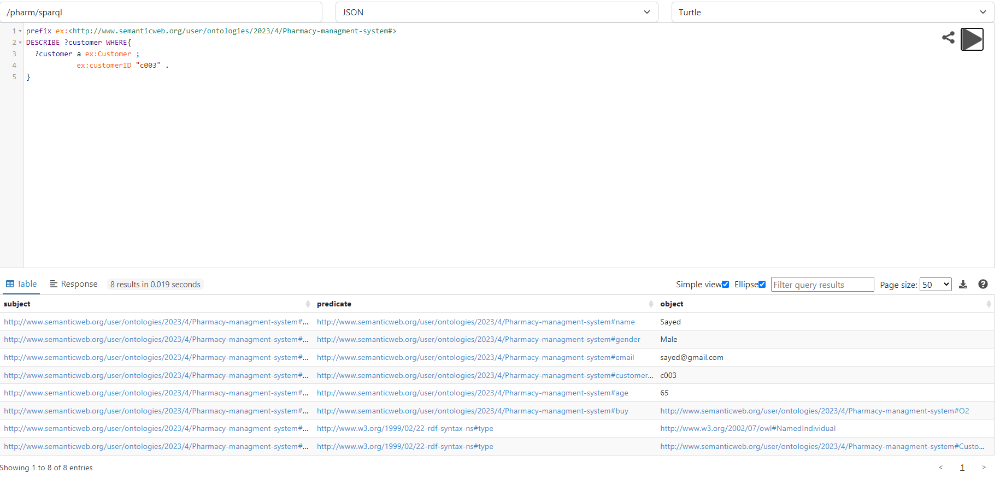 /pharm/sparql JSON Turtle
1 prefix ex:<http://www.semanticweb.org/user/ontologies/2023/4/Pharmacy-managment-system#>
2 DESCRIBE ?customer WHERE{
3 ?customer a ex:Customer ;
4 ex:customerID "c003" .
5 }
Table Response 8 results in 0.019 seconds Simple view Ellipse Filter query results Page size: 50
subject predicate object
http://www.semanticweb.org/user/ontologies/2023/4/Pharmacy-managment-system#... http://www.semanticweb.org/user/ontologies/2023/4/Pharmacy-managment-system#name Sayed
http://www.semanticweb.org/user/ontologies/2023/4/Pharmacy-managment-system#... http://www.semanticweb.org/user/ontologies/2023/4/Pharmacy-managment-system#gender Male
http://www.semanticweb.org/user/ontologies/2023/4/Pharmacy-managment-system#... http://www.semanticweb.org/user/ontologies/2023/4/Pharmacy-managment-system#email sayed@gmail.com
http://www.semanticweb.org/user/ontologies/2023/4/Pharmacy-managment-system#... http://www.semanticweb.org/user/ontologies/2023/4/Pharmacy-managment-system#customer... c003
http://www.semanticweb.org/user/ontologies/2023/4/Pharmacy-managment-system#... http://www.semanticweb.org/user/ontologies/2023/4/Pharmacy-managment-system#age 65
http://www.semanticweb.org/user/ontologies/2023/4/Pharmacy-managment-system#... http://www.semanticweb.org/user/ontologies/2023/4/Pharmacy-managment-system#buy http://www.semanticweb.org/user/ontologies/2023/4/Pharmacy-managment-system#O2
http://www.semanticweb.org/user/ontologies/2023/4/Pharmacy-managment-system#... http://www.w3.org/1999/02/22-rdf-syntax-ns#type http://www.w3.org/2002/07/owl#NamedIndividual
http://www.semanticweb.org/user/ontologies/2023/4/Pharmacy-managment-system#... http://www.w3.org/1999/02/22-rdf-syntax-ns#type http://www.semanticweb.org/user/ontologies/2023/4/Pharmacy-managment-system#Custo...
Showing 1 to 8 of 8 entries < 1 >